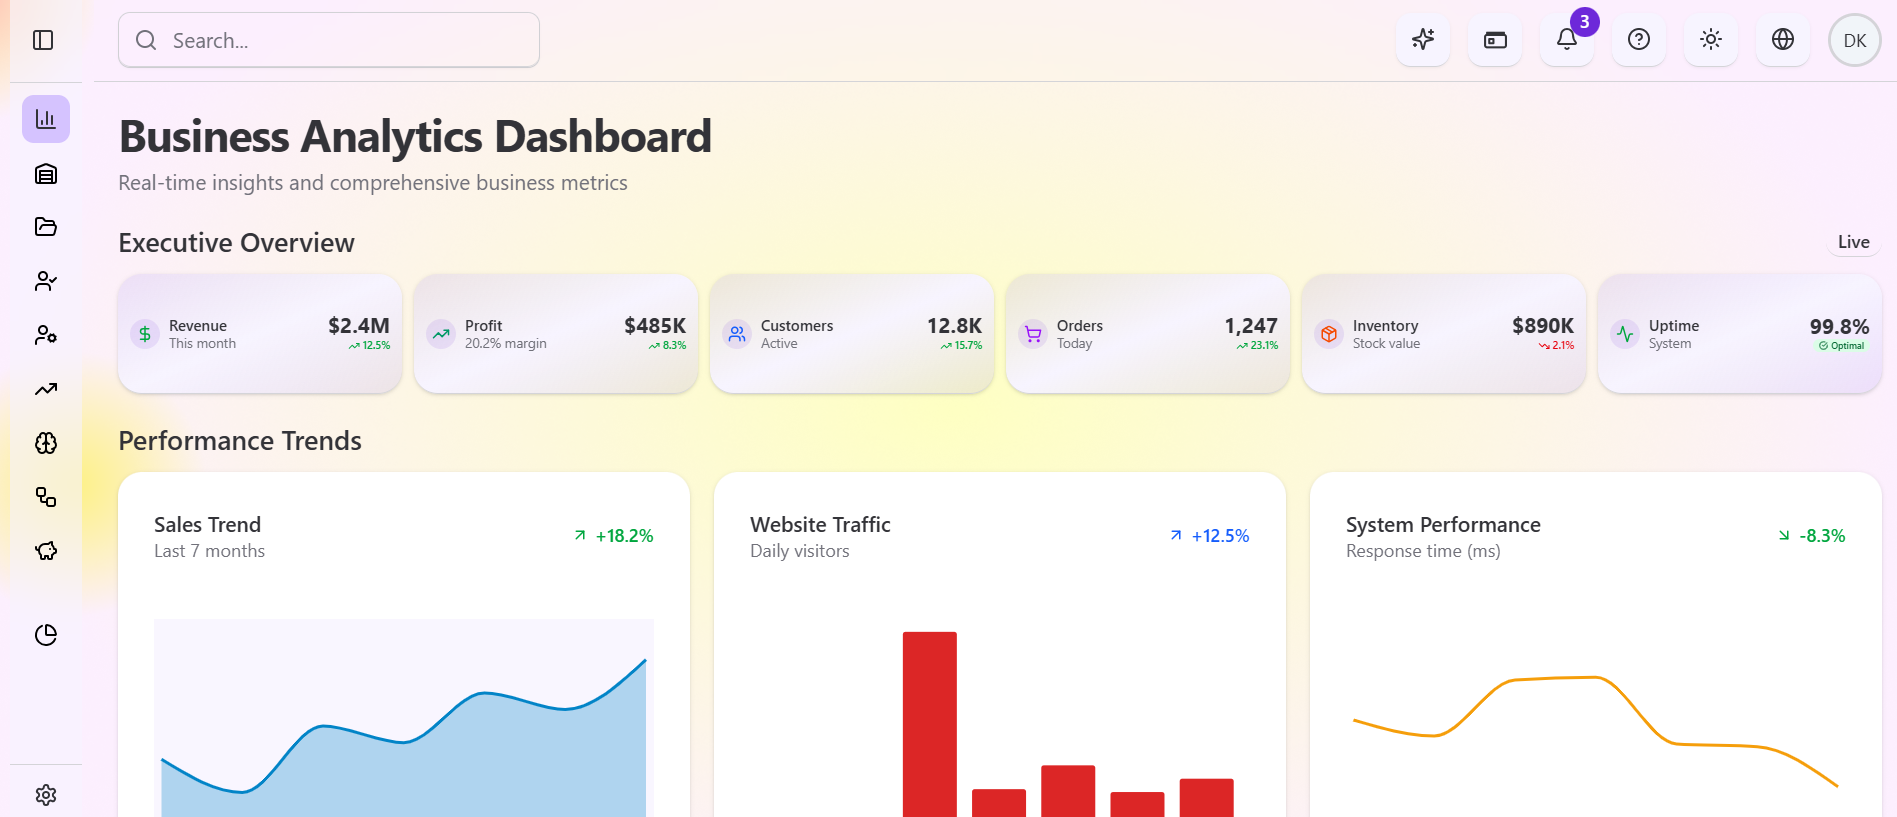 Search...
3
DK
Business Analytics Dashboard
Real-time insights and comprehensive business metrics
Executive Overview
Live
Revenue
This month
$2.4M
12.5%
Profit
20.2% margin
$485K
8.3%
Customers
Active
12.8K
15.7%
Orders
Today
1,247
23.1%
Inventory
Stock value
$890K
2.1%
Uptime
System
99.8%
Optimal
Performance Trends
Sales Trend
Last 7 months
+18.2%
Website Traffic
Daily visitors
+12.5%
System Performance
Response time (ms)
-8.3%